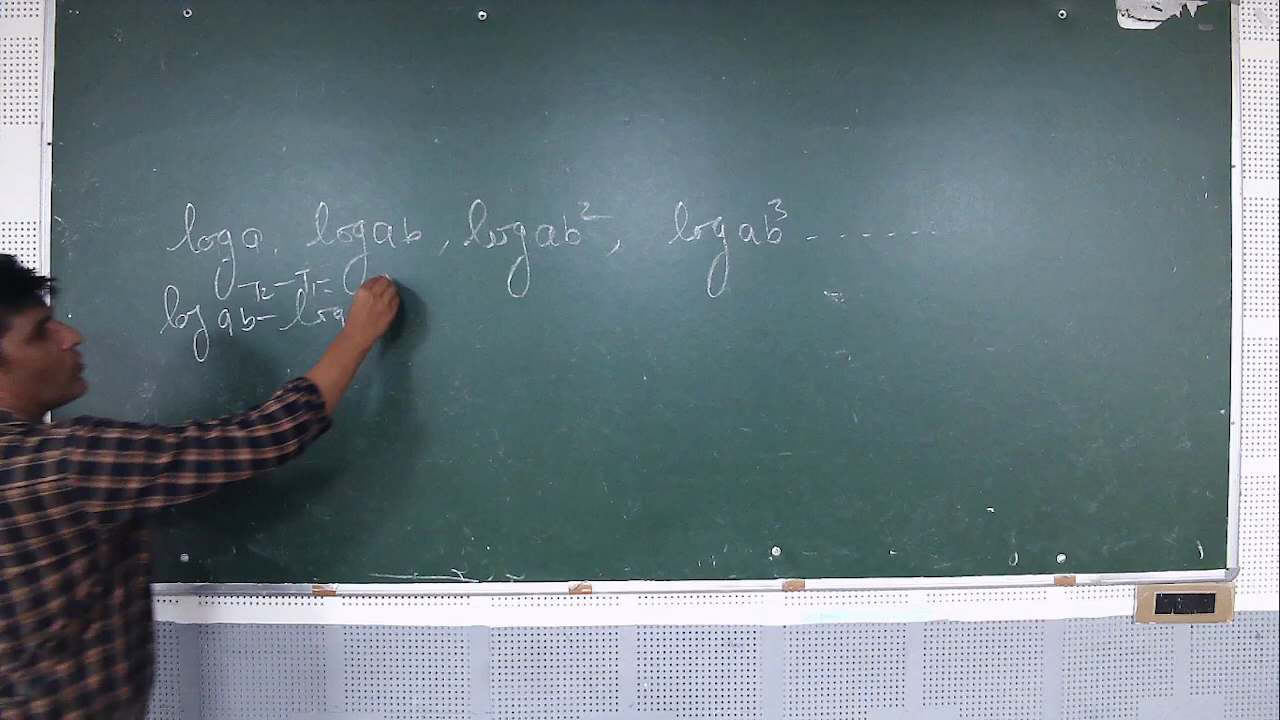 log a, log ab, log ab², log ab³ - - - - - - -
T₂ - T₁ =
log ab - log